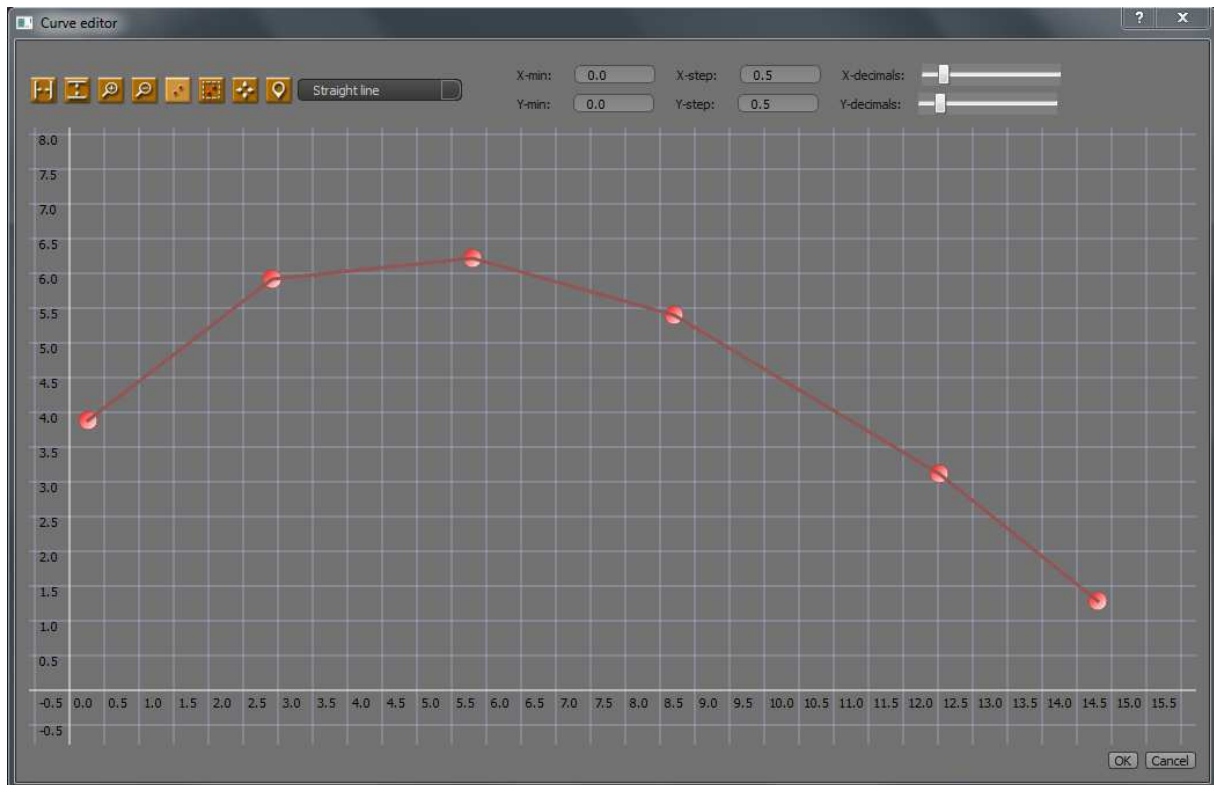 Curve editor
? X
Straight line
X-min: 0.0 X-step: 0.5 X-decimals:
Y-min: 0.0 Y-step: 0.5 Y-decimals:
8.0
7.5
7.0
6.5
6.0
5.5
5.0
4.5
4.0
3.5
3.0
2.5
2.0
1.5
1.0
0.5
-0.5 0.0 0.5 1.0 1.5 2.0 2.5 3.0 3.5 4.0 4.5 5.0 5.5 6.0 6.5 7.0 7.5 8.0 8.5 9.0 9.5 10.0 10.5 11.0 11.5 12.0 12.5 13.0 13.5 14.0 14.5 15.0 15.5
-0.5
OK Cancel